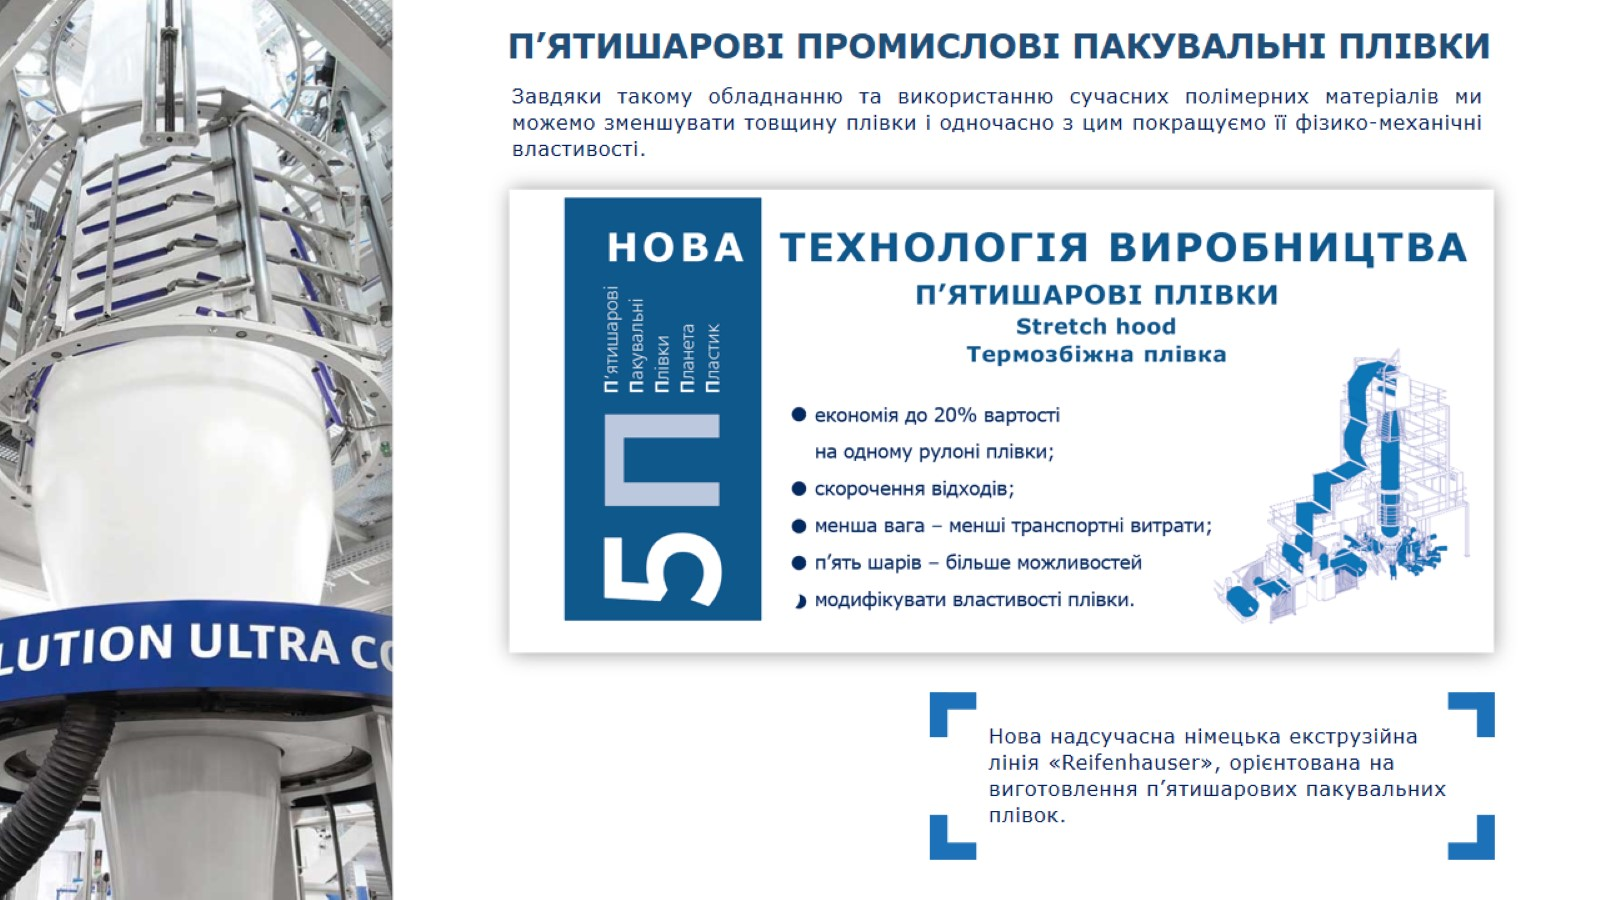 П’ЯТИШАРОВІ ПРОМИСЛОВІ ПАКУВАЛЬНІ ПЛІВКИ
Завдяки такому обладнанню та використанню сучасних полімерних матеріалів ми
можемо зменшувати товщину плівки і одночасно з цим покращуємо її фізико-механічні
властивості.
НОВА ТЕХНОЛОГІЯ ВИРОБНИЦТВА
П’ЯТИШАРОВІ ПЛІВКИ
Stretch hood
Термозбіжна плівка
П’ятишарові
Пакувальні
Плівки
Планета
Пластик
5П
економія до 20% вартості
на одному рулоні плівки;
скорочення відходів;
менша вага – менші транспортні витрати;
п’ять шарів – більше можливостей
модифікувати властивості плівки.
LUTION ULTRA CO
Нова надсучасна німецька екструзійна
лінія «Reifenhauser», орієнтована на
виготовлення п’ятишарових пакувальних
плівок.